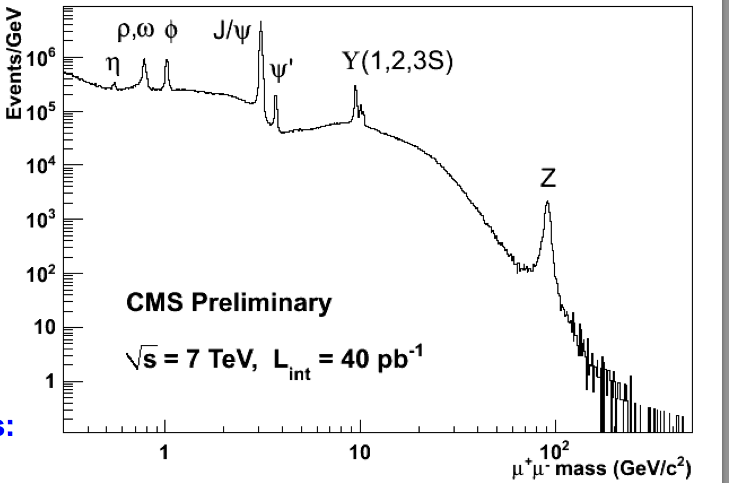 Events/GeV
10⁶
10⁵
10⁴
10³
10²
10
1
η
ρ,ω
ϕ
J/ψ
ψ'
Υ(1,2,3S)
Z
CMS Preliminary
√s = 7 TeV, L_int = 40 pb⁻¹
s:
1
10
10²
μ⁺μ⁻ mass (GeV/c²)